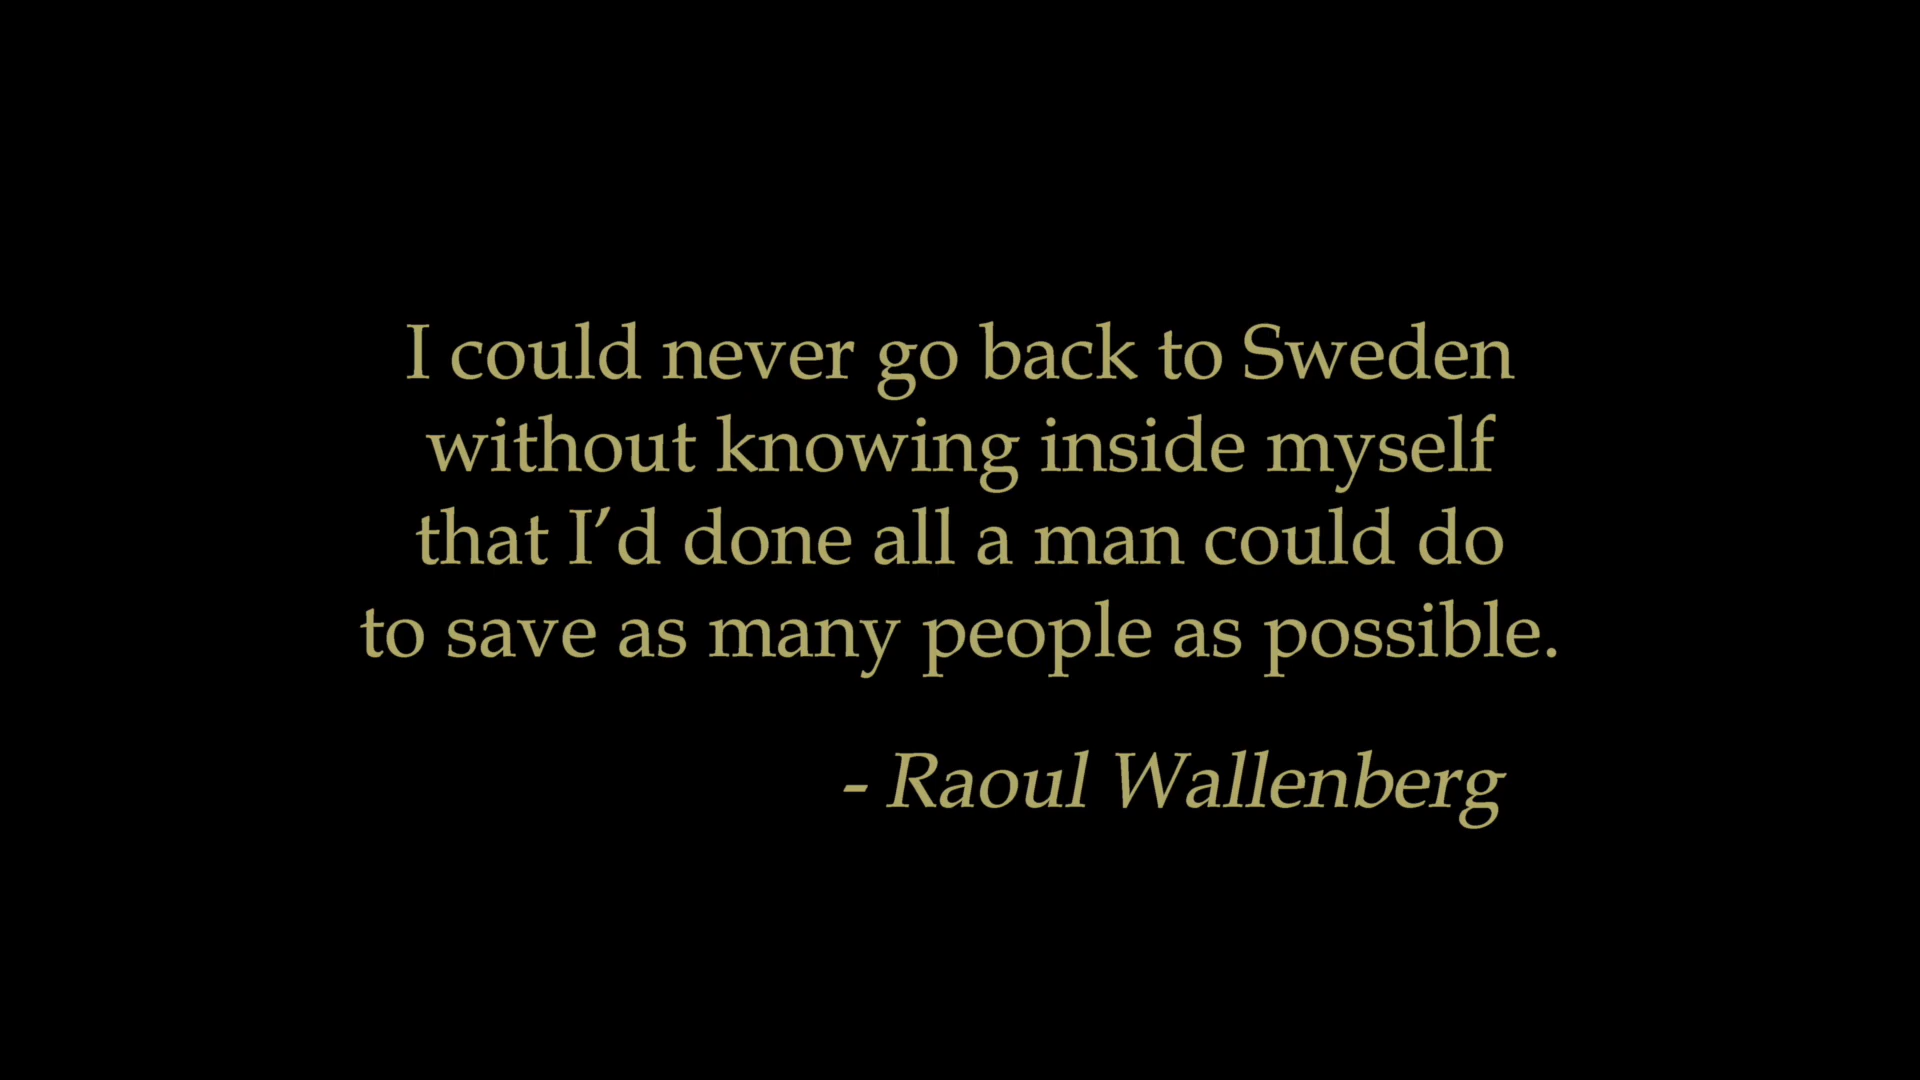 I could never go back to Sweden
without knowing inside myself
that I’d done all a man could do
to save as many people as possible.
- Raoul Wallenberg